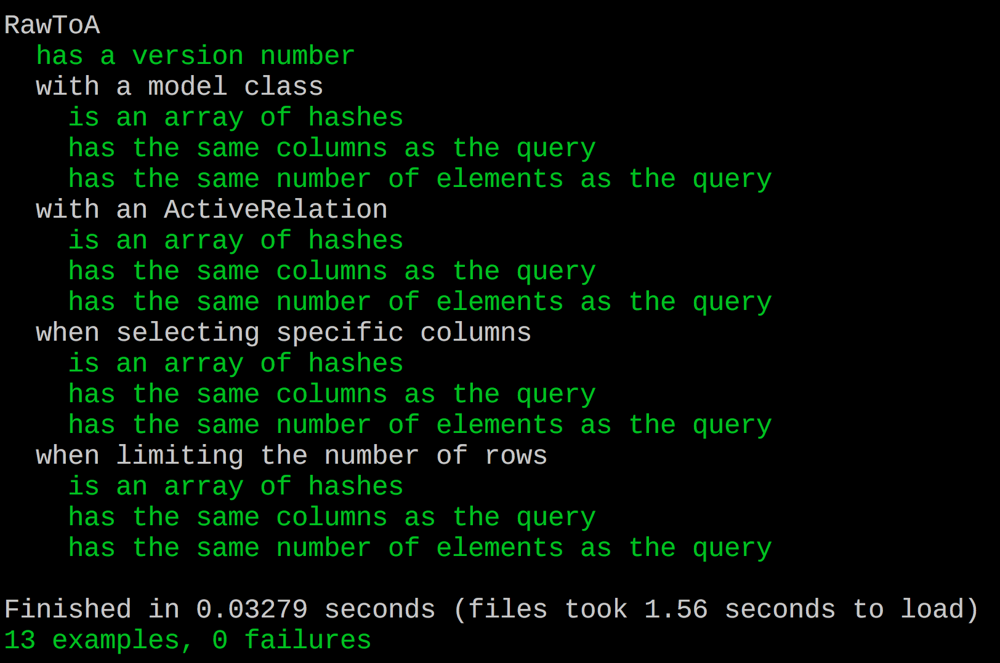 RawToA
has a version number
with a model class
is an array of hashes
has the same columns as the query
has the same number of elements as the query
with an ActiveRelation
is an array of hashes
has the same columns as the query
has the same number of elements as the query
when selecting specific columns
is an array of hashes
has the same columns as the query
has the same number of elements as the query
when limiting the number of rows
is an array of hashes
has the same columns as the query
has the same number of elements as the query
Finished in 0.03279 seconds (files took 1.56 seconds to load)
13 examples, 0 failures